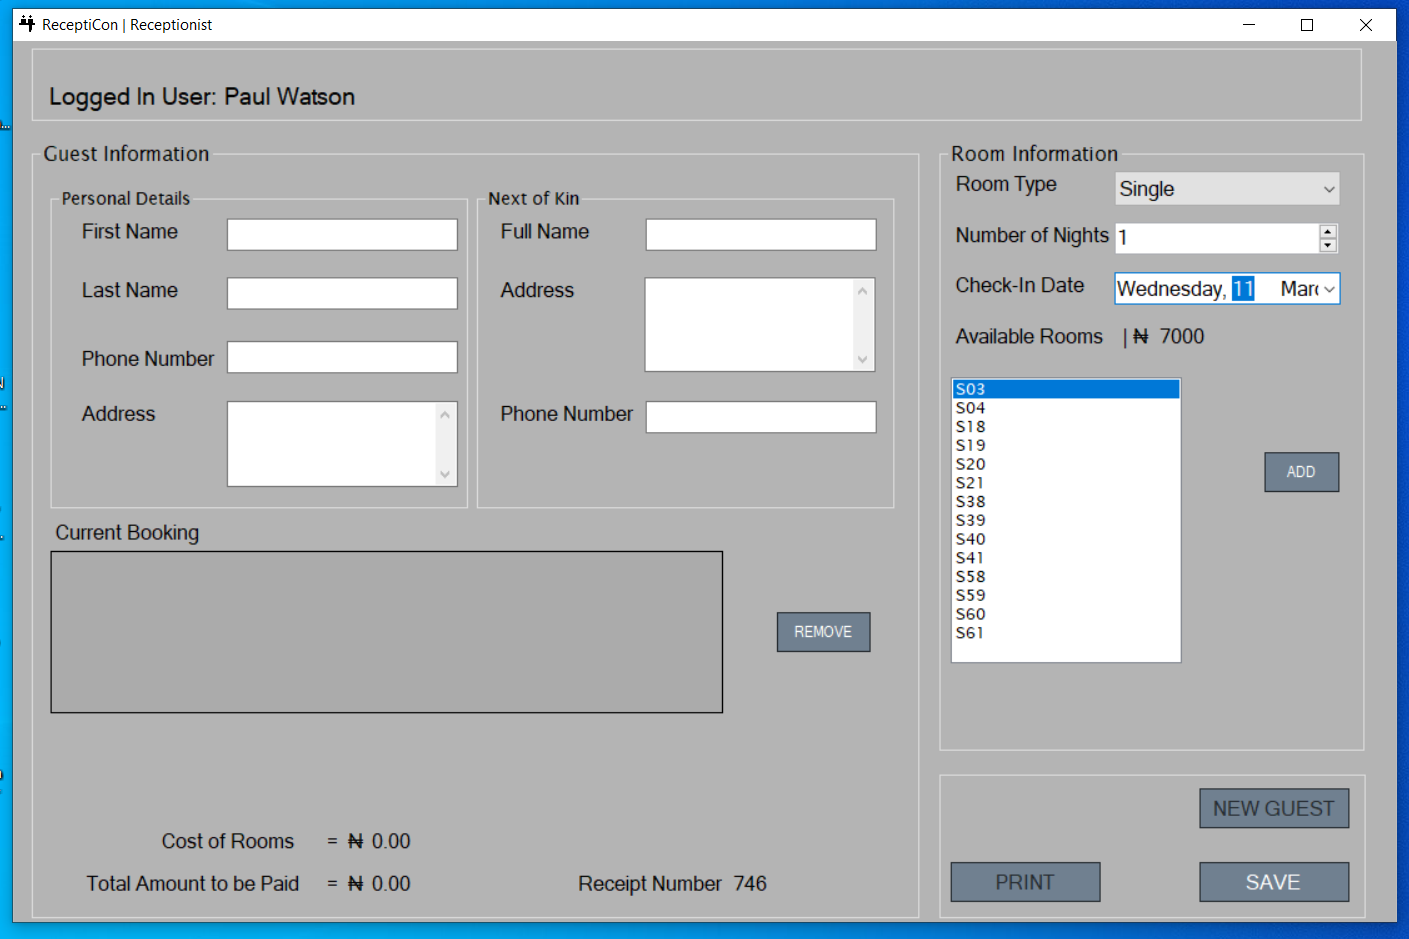 ReceptiCon | Receptionist
Logged In User: Paul Watson
Guest Information
Personal Details
First Name
Last Name
Phone Number
Address
Next of Kin
Full Name
Address
Phone Number
Current Booking
REMOVE
Cost of Rooms = ₦ 0.00
Total Amount to be Paid = ₦ 0.00
Receipt Number 746
Room Information
Room Type Single
Number of Nights 1
Check-In Date Wednesday, 11
Available Rooms | ₦ 7000
S03
S04
S18
S19
S20
S21
S38
S39
S40
S41
S58
S59
S60
S61
ADD
NEW GUEST
PRINT
SAVE